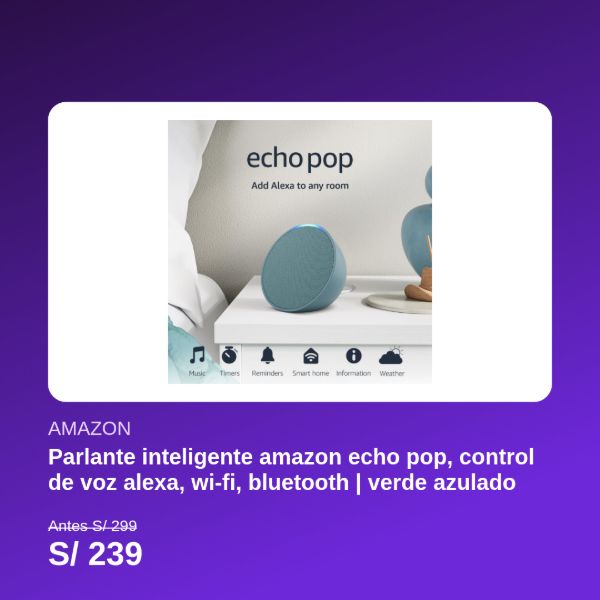 echo pop
Add Alexa to any room
Music Timers Reminders Smart home Information Weather
AMAZON
Parlante inteligente amazon echo pop, control
de voz alexa, wi-fi, bluetooth | verde azulado
Antes S/ 299
S/ 239